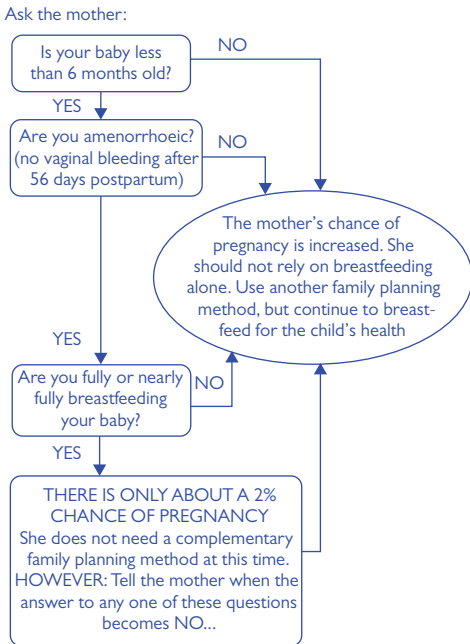 Ask the mother:
Is your baby less
than 6 months old?
NO
YES
Are you amenorrhoeic?
(no vaginal bleeding after
56 days postpartum)
NO
The mother's chance of
pregnancy is increased. She
should not rely on breastfeeding
alone. Use another family planning
method, but continue to breast-
feed for the child's health
YES
Are you fully or nearly
fully breastfeeding
your baby?
NO
YES
THERE IS ONLY ABOUT A 2%
CHANCE OF PREGNANCY
She does not need a complementary
family planning method at this time.
HOWEVER: Tell the mother when the
answer to any one of these questions
becomes NO...